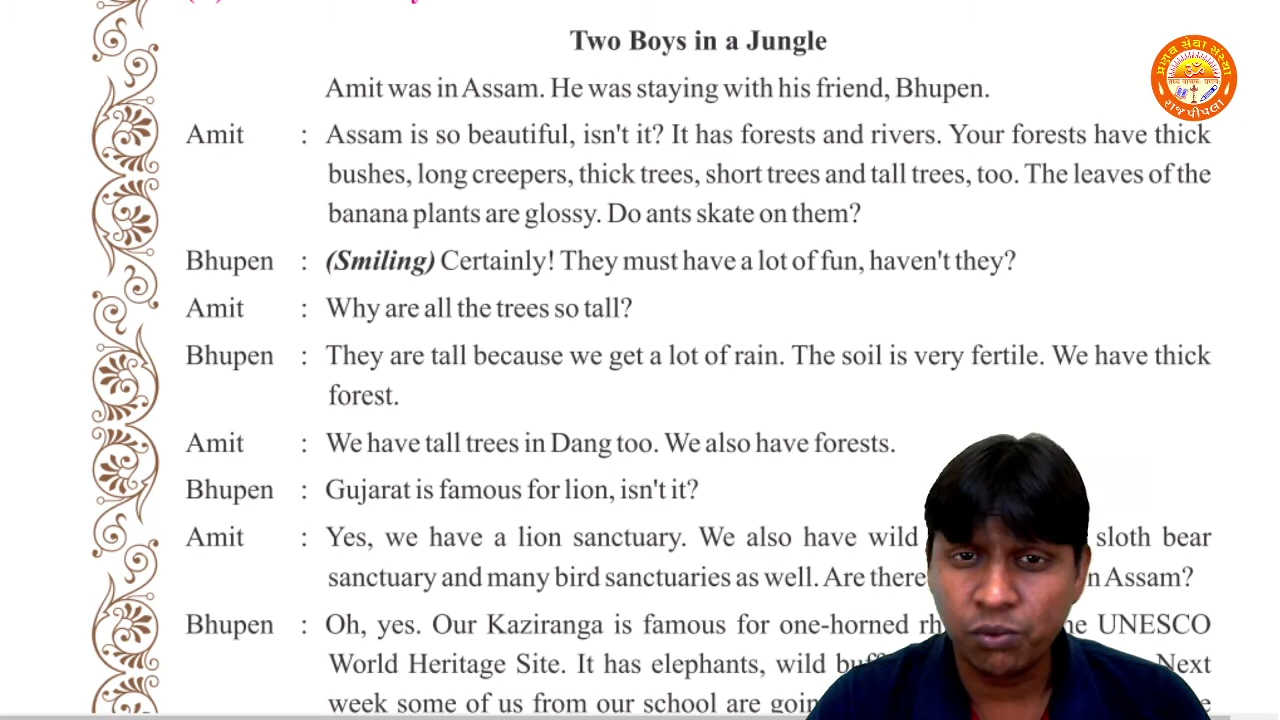 Two Boys in a Jungle
Amit was in Assam. He was staying with his friend, Bhupen.
Amit : Assam is so beautiful, isn't it? It has forests and rivers. Your forests have thick
bushes, long creepers, thick trees, short trees and tall trees, too. The leaves of the
banana plants are glossy. Do ants skate on them?
Bhupen : (Smiling) Certainly! They must have a lot of fun, haven't they?
Amit : Why are all the trees so tall?
Bhupen : They are tall because we get a lot of rain. The soil is very fertile. We have thick
forest.
Amit : We have tall trees in Dang too. We also have forests.
Bhupen : Gujarat is famous for lion, isn't it?
Amit : Yes, we have a lion sanctuary. We also have wild sloth bear
sanctuary and many bird sanctuaries as well. Are there Assam?
Bhupen : Oh, yes. Our Kaziranga is famous for one-horned UNESCO
World Heritage Site. It has elephants, wild Next
week some of us from our school are
પ્રણવ સેવા સંસ્થા
રાજપીપલા